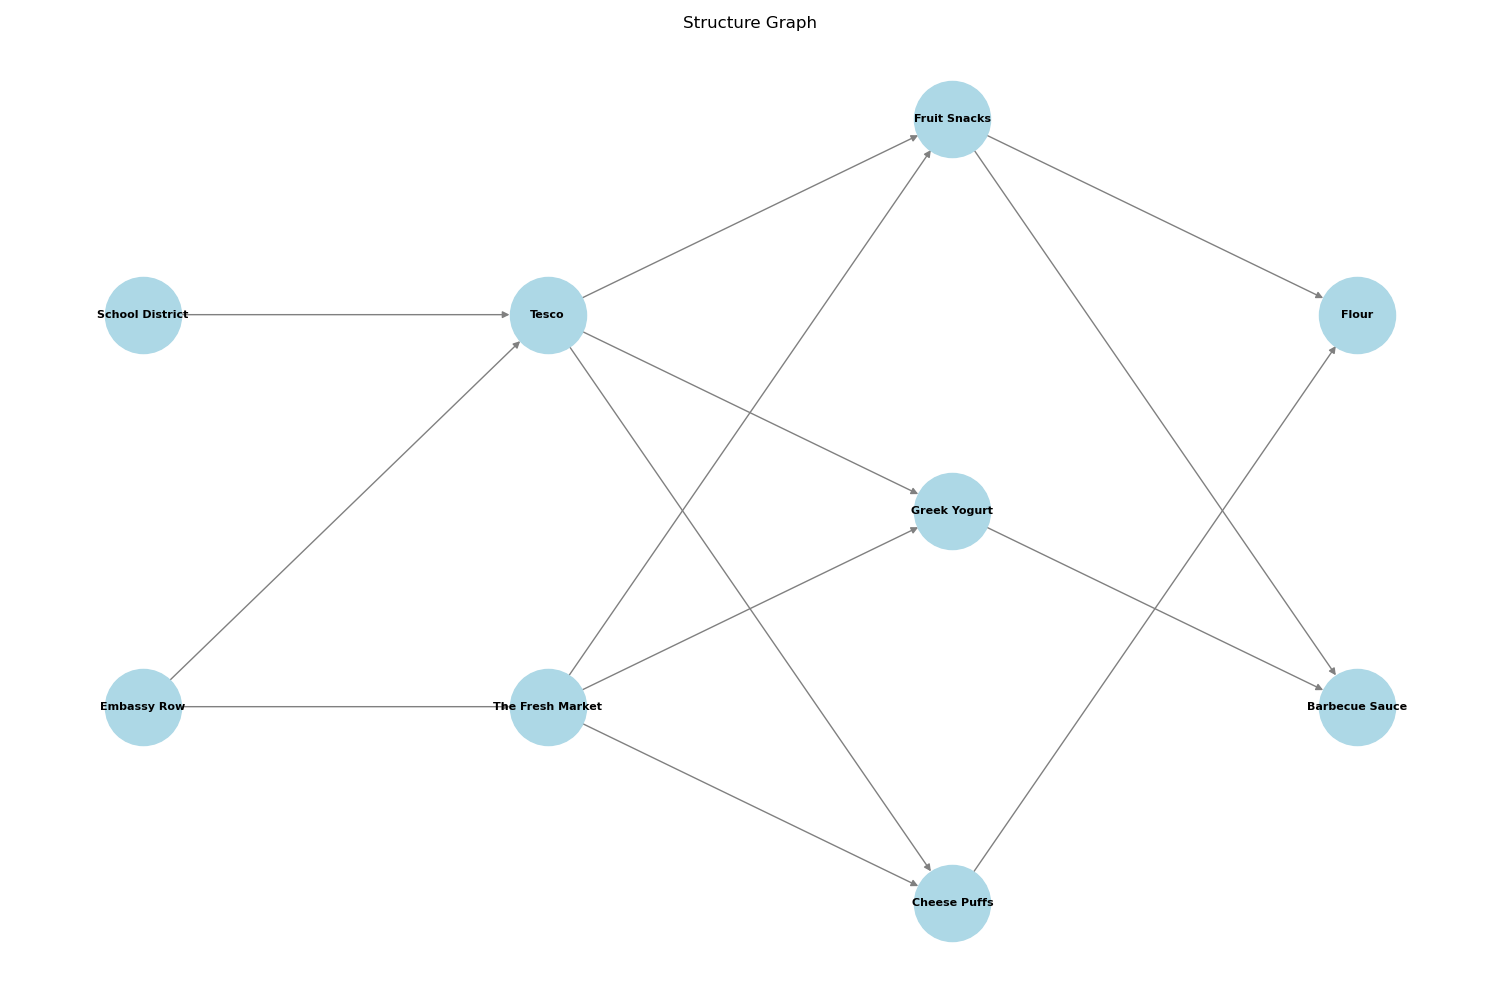 Structure Graph
Fruit Snacks
School District
Tesco
Flour
Greek Yogurt
Embassy Row
The Fresh Market
Barbecue Sauce
Cheese Puffs